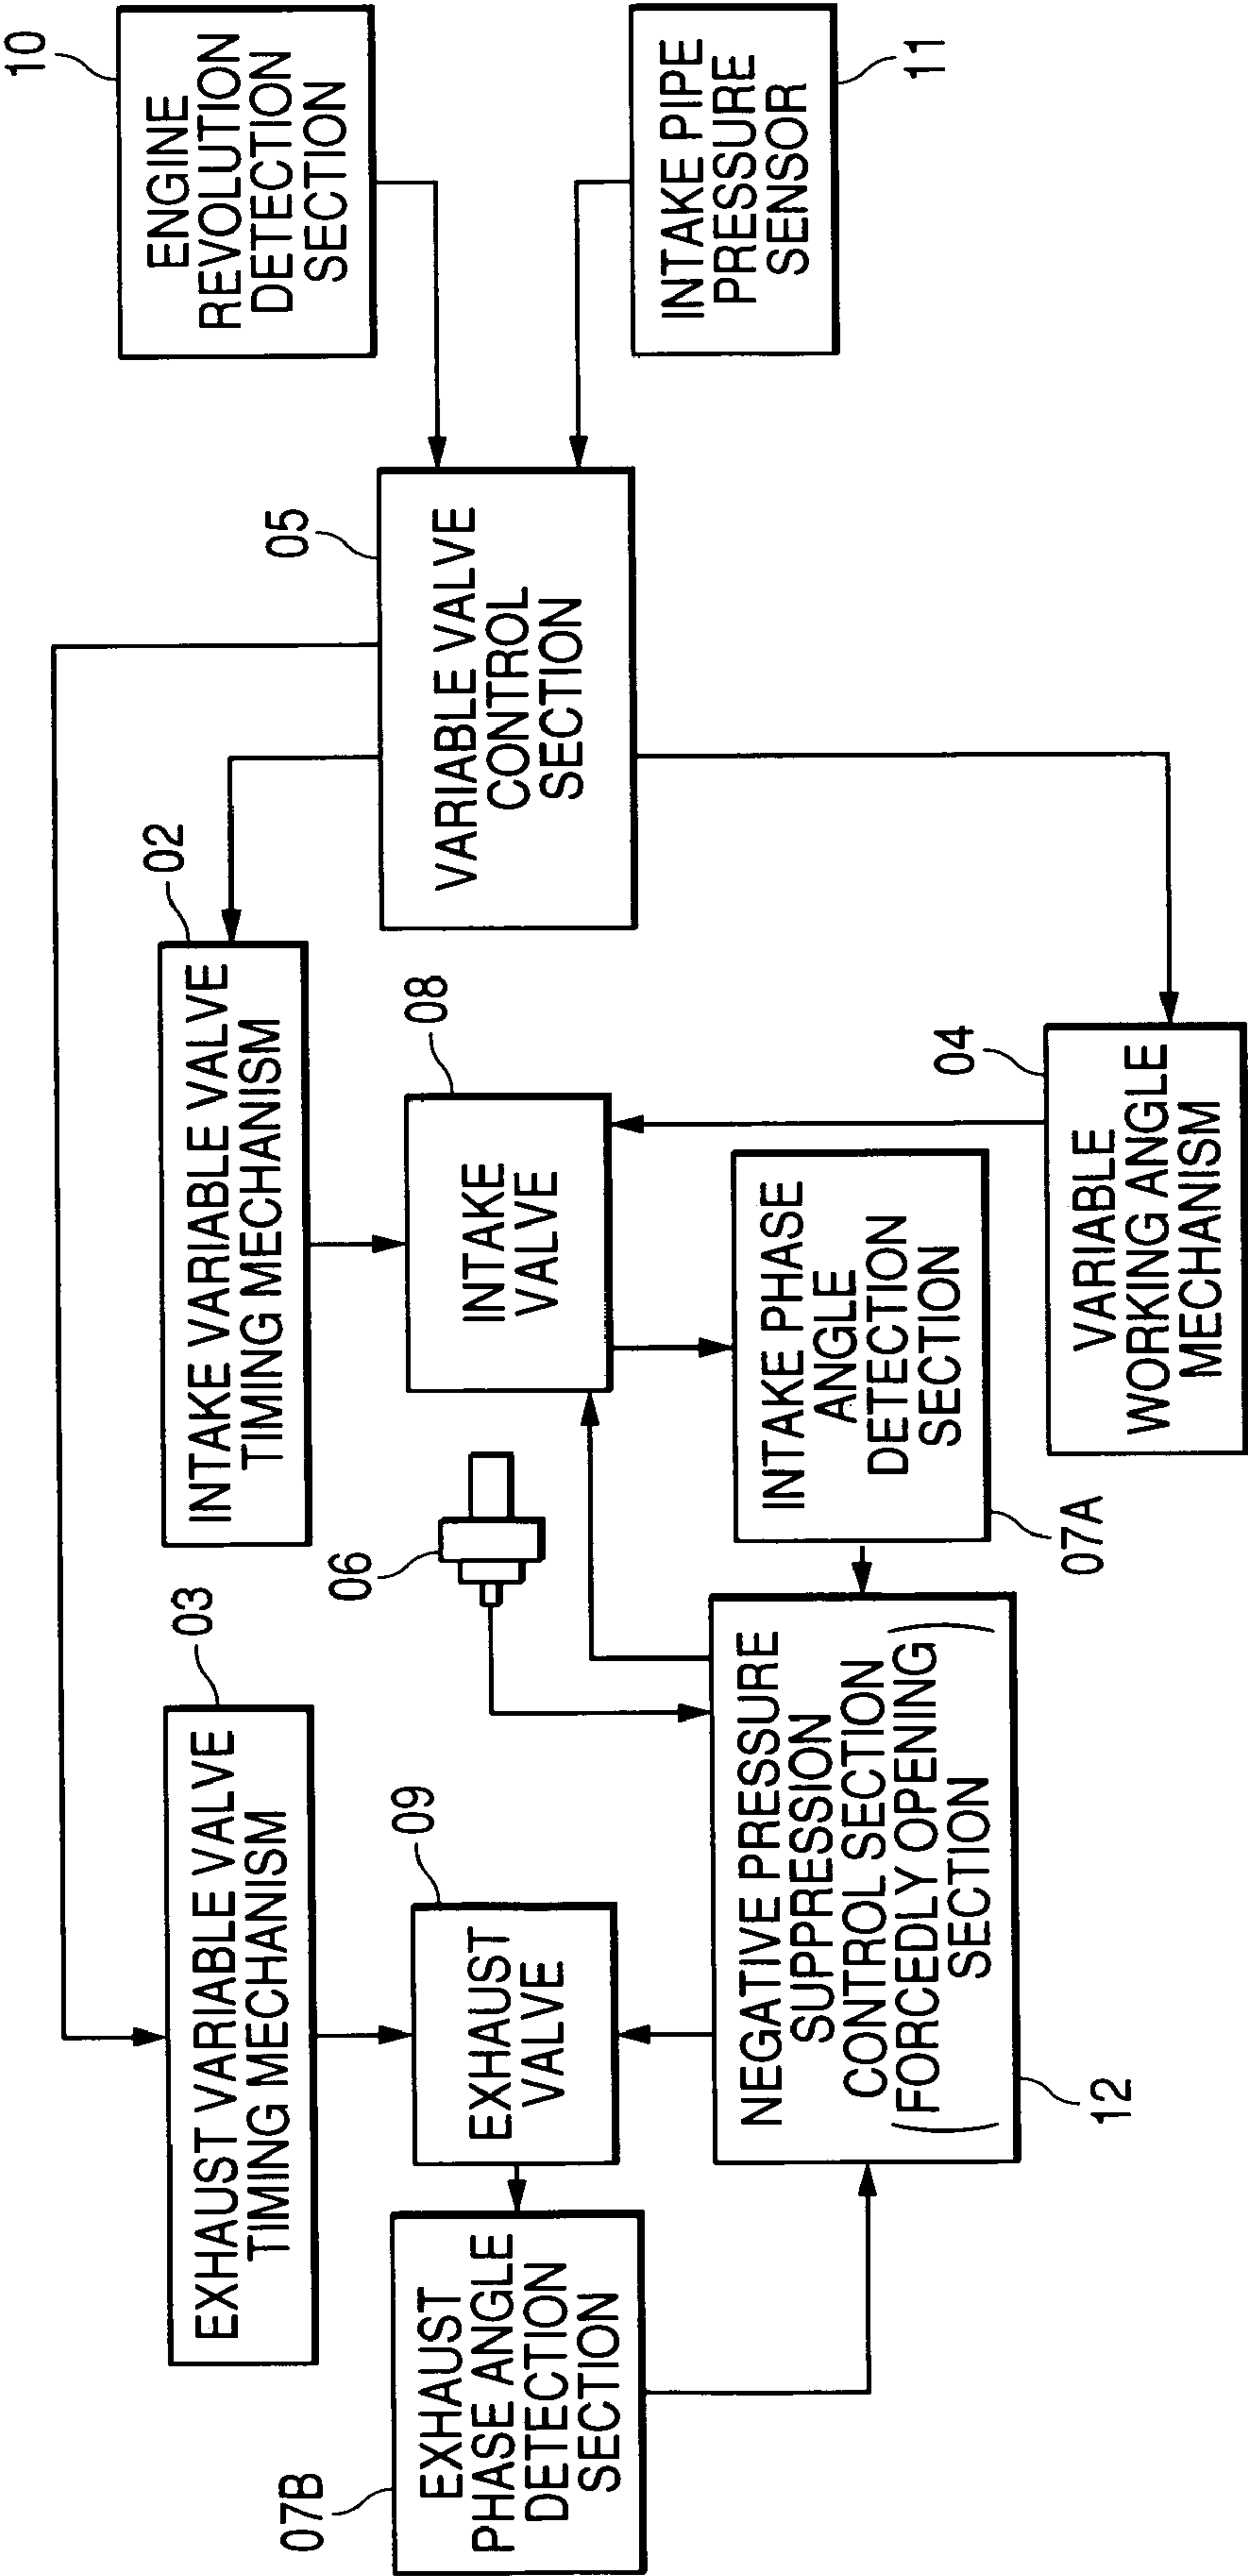 07B
EXHAUST
PHASE ANGLE
DETECTION
SECTION
EXHAUST VARIABLE VALVE
TIMING MECHANISM
03
09
EXHAUST
VALVE
NEGATIVE PRESSURE
SUPPRESSION
CONTROL SECTION
(FORCEDLY OPENING
SECTION)
12
06
INTAKE VARIABLE VALVE
TIMING MECHANISM
02
08
INTAKE
VALVE
INTAKE PHASE
ANGLE
DETECTION
SECTION
07A
04
VARIABLE
WORKING ANGLE
MECHANISM
05
VARIABLE VALVE
CONTROL
SECTION
10
ENGINE
REVOLUTION
DETECTION
SECTION
11
INTAKE PIPE
PRESSURE
SENSOR